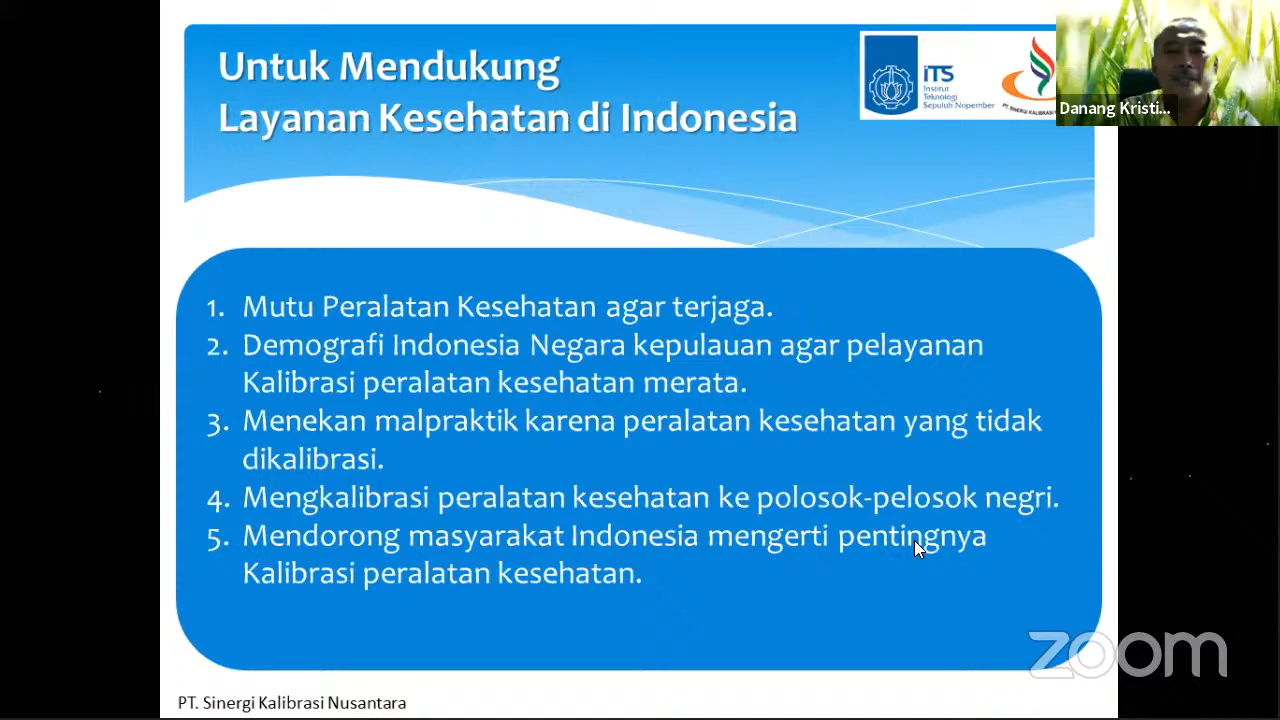 Untuk Mendukung
Layanan Kesehatan di Indonesia
iTS
Institut
Teknologi
Sepuluh Nopember
PT. SINERGI KALIBRASI
Danang Kristi...
1. Mutu Peralatan Kesehatan agar terjaga.
2. Demografi Indonesia Negara kepulauan agar pelayanan
Kalibrasi peralatan kesehatan merata.
3. Menekan malpraktik karena peralatan kesehatan yang tidak
dikalibrasi.
4. Mengkalibrasi peralatan kesehatan ke polosok-pelosok negri.
5. Mendorong masyarakat Indonesia mengerti pentingnya
Kalibrasi peralatan kesehatan.
zoom
PT. Sinergi Kalibrasi Nusantara